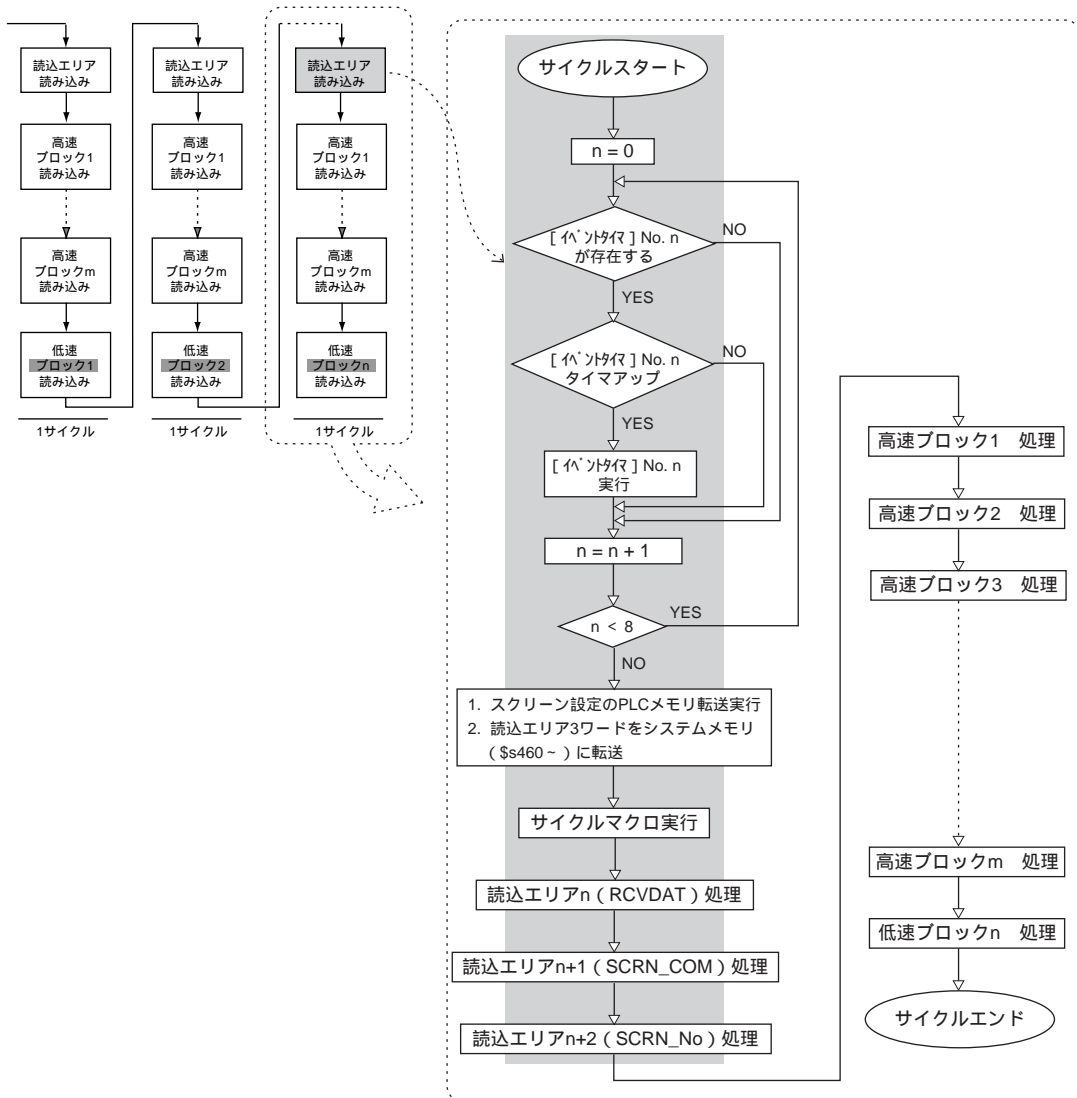 読込エリア
読み込み
高速
ブロック1
読み込み
高速
ブロックm
読み込み
低速
ブロック1
読み込み
1サイクル
読込エリア
読み込み
高速
ブロック1
読み込み
高速
ブロックm
読み込み
低速
ブロック2
読み込み
1サイクル
読込エリア
読み込み
高速
ブロック1
読み込み
高速
ブロックm
読み込み
低速
ブロックn
読み込み
1サイクル
サイクルスタート
n = 0
[ ｲﾍﾞﾝﾄﾀｲﾏ ] No. n
が存在する
NO
YES
[ ｲﾍﾞﾝﾄﾀｲﾏ ] No. n
タイマアップ
NO
YES
[ ｲﾍﾞﾝﾄﾀｲﾏ ] No. n
実行
n = n + 1
n < 8
YES
NO
1. スクリーン設定のPLCメモリ転送実行
2. 読込エリア3ワードをシステムメモリ
( $s460 ~ ) に転送
サイクルマクロ実行
読込エリアn ( RCVDAT ) 処理
読込エリアn+1 ( SCRN_COM ) 処理
読込エリアn+2 ( SCRN_No ) 処理
高速ブロック1 処理
高速ブロック2 処理
高速ブロック3 処理
高速ブロックm 処理
低速ブロックn 処理
サイクルエンド